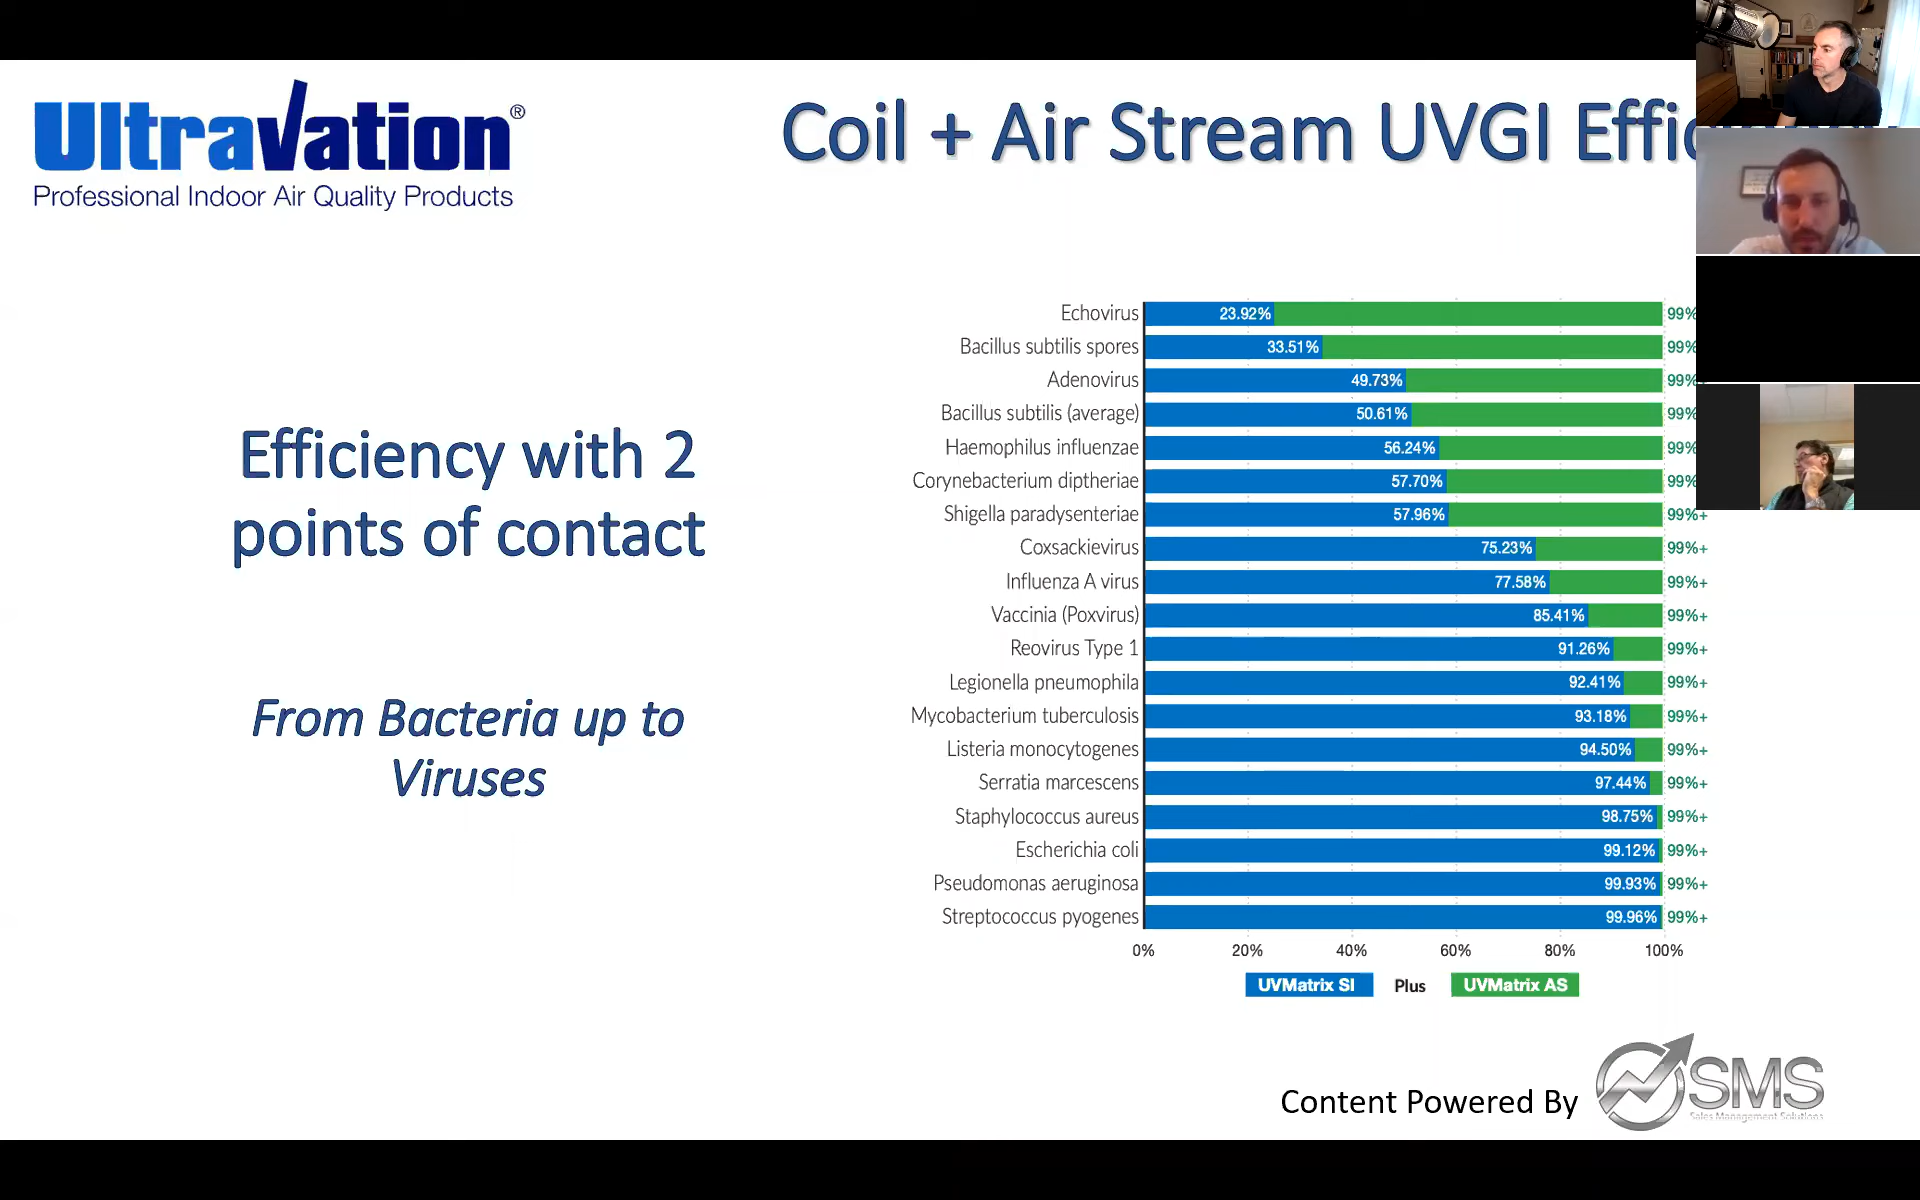 Ultravation®
Professional Indoor Air Quality Products
Coil + Air Stream UVGI Effic
Efficiency with 2
points of contact
From Bacteria up to
Viruses
Echovirus 23.92% 99%
Bacillus subtilis spores 33.51% 99%
Adenovirus 49.73% 99%
Bacillus subtilis (average) 50.61% 99%
Haemophilus influenzae 56.24% 99%
Corynebacterium diptheriae 57.70% 99%
Shigella paradysenteriae 57.96% 99%+
Coxsackievirus 75.23% 99%+
Influenza A virus 77.58% 99%+
Vaccinia (Poxvirus) 85.41% 99%+
Reovirus Type 1 91.26% 99%+
Legionella pneumophila 92.41% 99%+
Mycobacterium tuberculosis 93.18% 99%+
Listeria monocytogenes 94.50% 99%+
Serratia marcescens 97.44% 99%+
Staphylococcus aureus 98.75% 99%+
Escherichia coli 99.12% 99%+
Pseudomonas aeruginosa 99.93% 99%+
Streptococcus pyogenes 99.96% 99%+
0% 20% 40% 60% 80% 100%
UVMatrix SI Plus UVMatrix AS
Content Powered By
SMS
Sales Management Solutions